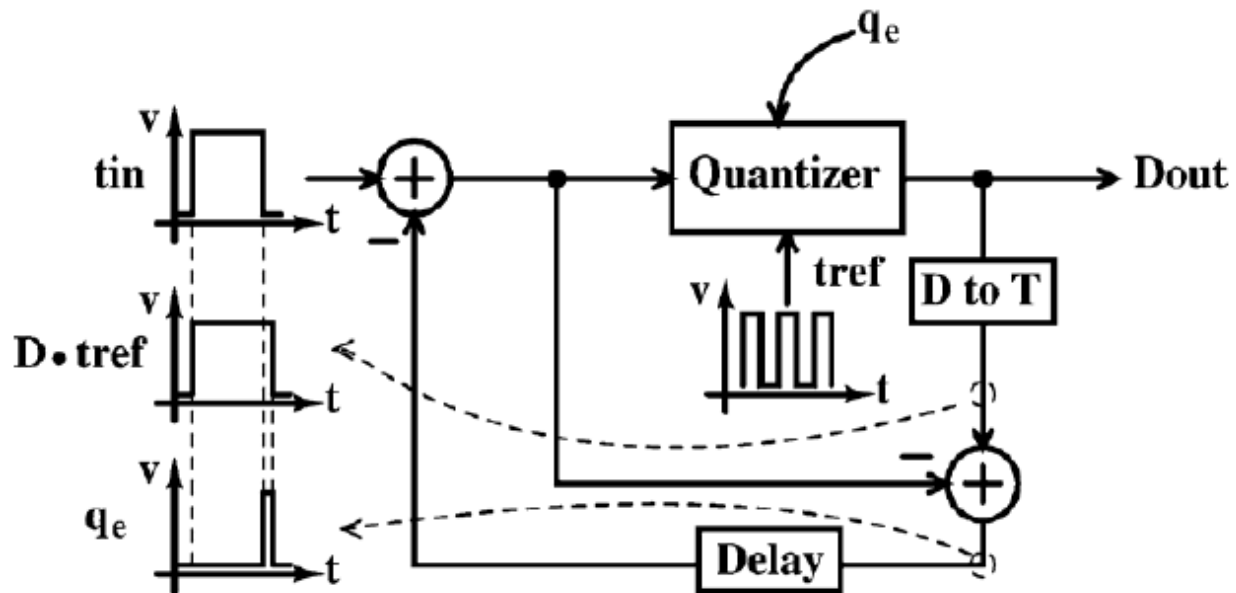 qe
v
tin
t
+
−
Quantizer
Dout
tref
D to T
v
t
v
D • tref
t
−
+
v
qe
t
Delay